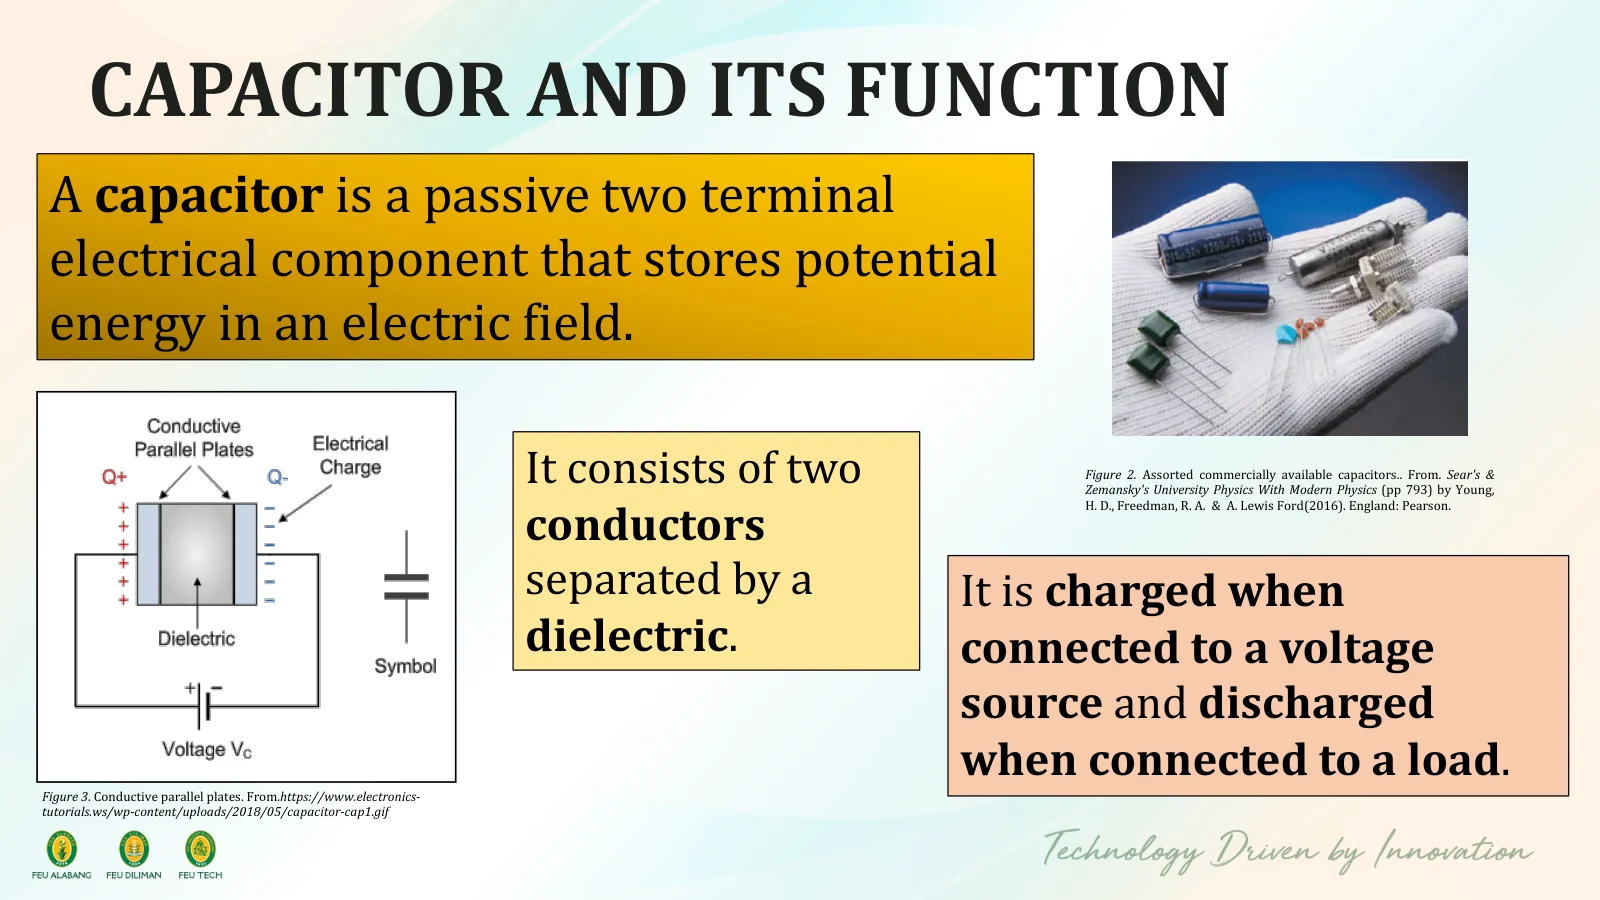 CAPACITOR AND ITS FUNCTION
A capacitor is a passive two terminal
electrical component that stores potential
energy in an electric field.
Conductive
Parallel Plates
Electrical
Charge
Q+
Q-
+
+
+
+
+
+
−
−
−
−
−
−
Dielectric
Symbol
+ −
Voltage VC
Figure 3. Conductive parallel plates. From.https://www.electronics-
tutorials.ws/wp-content/uploads/2018/05/capacitor-cap1.gif
It consists of two
conductors
separated by a
dielectric.
Figure 2. Assorted commercially available capacitors.. From. Sear's &
Zemansky's University Physics With Modern Physics (pp 793) by Young,
H. D., Freedman, R. A. & A. Lewis Ford(2016). England: Pearson.
It is charged when
connected to a voltage
source and discharged
when connected to a load.
FEU ALABANG FEU DILIMAN FEU TECH
Technology Driven by Innovation